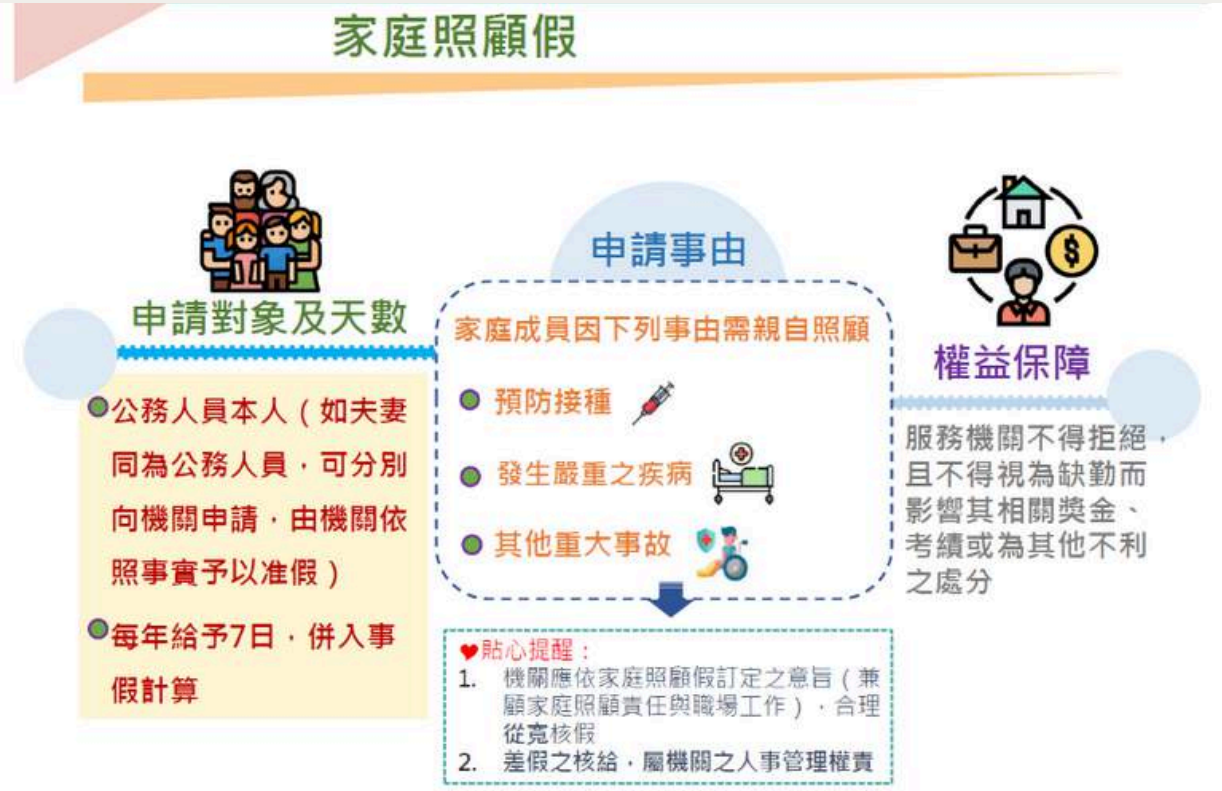 家庭照顧假
申請對象及天數
公務人員本人（如夫妻
同為公務人員，可分別
向機關申請，由機關依
照事實予以准假）
每年給予7日，併入事
假計算
申請事由
家庭成員因下列事由需親自照顧
預防接種
發生嚴重之疾病
其他重大事故
♥貼心提醒：
1. 機關應依家庭照顧假訂定之意旨（兼
顧家庭照顧責任與職場工作），合理
從寬核假
2. 差假之核給，屬機關之人事管理權責
權益保障
服務機關不得拒絕，
且不得視為缺勤而
影響其相關獎金、
考績或為其他不利
之處分